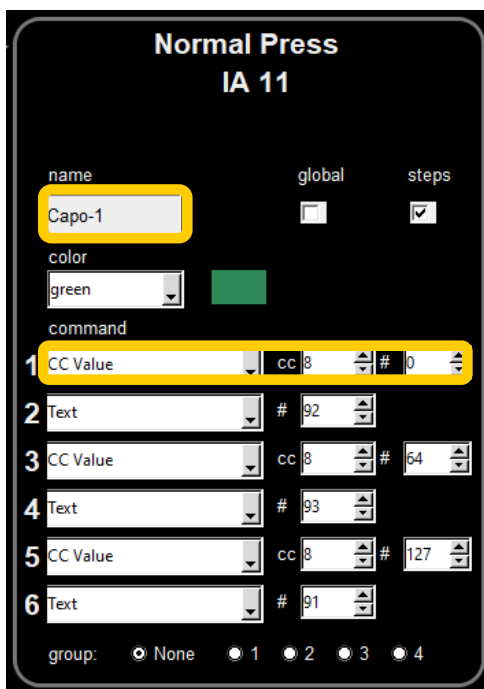 Normal Press
IA 11
name global steps
Capo-1
color
green
command
1 CC Value cc 8 # 0
2 Text # 92
3 CC Value cc 8 # 64
4 Text # 93
5 CC Value cc 8 # 127
6 Text # 91
group: None 1 2 3 4